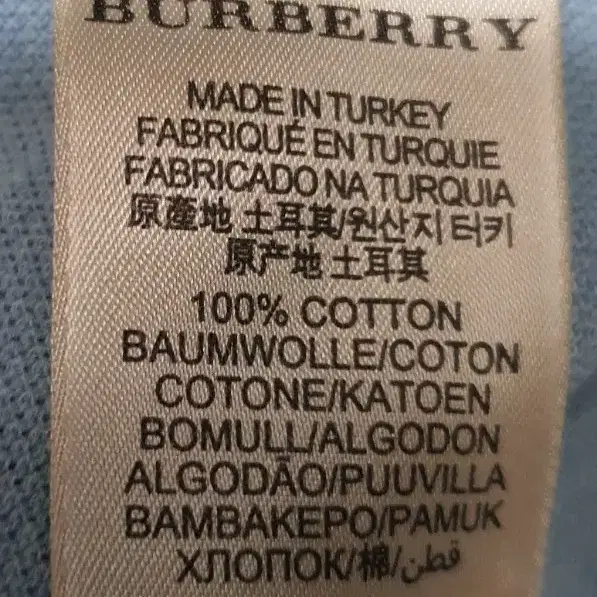 BURBERRY
MADE IN TURKEY
FABRIQUÉ EN TURQUIE
FABRICADO NA TURQUIA
原產地 土耳其/원산지 터키
原产地 土耳其
100% COTTON
BAUMWOLLE/COTON
COTONE/KATOEN
BOMULL/ALGODON
ALGODÃO/PUUVILLA
BAMBAKEPO/PAMUK
ХЛОПОК/棉/قطن